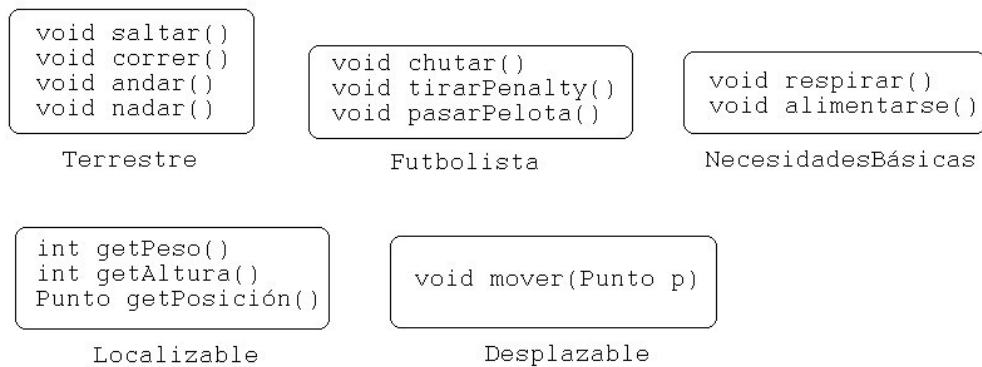 void saltar()
void correr()
void andar()
void nadar()
Terrestre
void chutar()
void tirarPenalty()
void pasarPelota()
Futbolista
void respirar()
void alimentarse()
NecesidadesBásicas
int getPeso()
int getAltura()
Punto getPosición()
Localizable
void mover(Punto p)
Desplazable